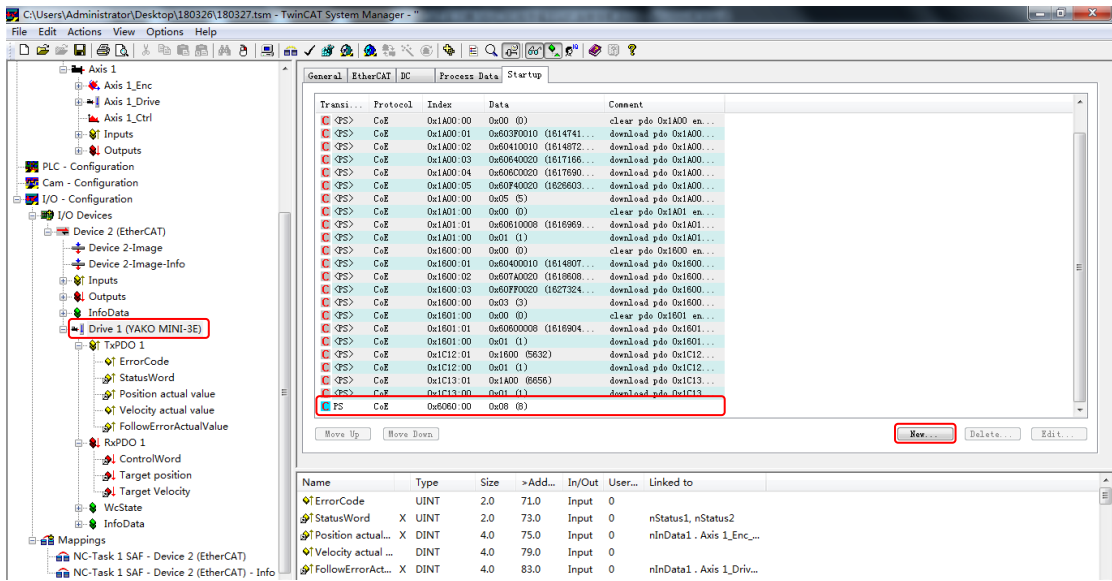 C:\Users\Administrator\Desktop\180326\180327.tsm - TwinCAT System Manager - ''
File Edit Actions View Options Help
Axis 1
Axis 1_Enc
Axis 1_Drive
Axis 1_Ctrl
Inputs
Outputs
PLC - Configuration
Cam - Configuration
I/O - Configuration
I/O Devices
Device 2 (EtherCAT)
Device 2-Image
Device 2-Image-Info
Inputs
Outputs
InfoData
Drive 1 (YAKO MINI-3E)
TxPDO 1
ErrorCode
StatusWord
Position actual value
Velocity actual value
FollowErrorActualValue
RxPDO 1
ControlWord
Target position
Target Velocity
WcState
InfoData
Mappings
NC-Task 1 SAF - Device 2 (EtherCAT)
NC-Task 1 SAF - Device 2 (EtherCAT) - Info
General EtherCAT DC Process Data Startup
Transi... Protocol Index Data Comment
C <PS> CoE 0x1A00:00 0x00 (0) clear pdo 0x1A00 en...
C <PS> CoE 0x1A00:01 0x603F0010 (1614741... download pdo 0x1A00...
C <PS> CoE 0x1A00:02 0x60410010 (1614872... download pdo 0x1A00...
C <PS> CoE 0x1A00:03 0x60640020 (1617166... download pdo 0x1A00...
C <PS> CoE 0x1A00:04 0x606C0020 (1617690... download pdo 0x1A00...
C <PS> CoE 0x1A00:05 0x60F40020 (1626603... download pdo 0x1A00...
C <PS> CoE 0x1A00:00 0x05 (5) download pdo 0x1A00...
C <PS> CoE 0x1A01:00 0x00 (0) clear pdo 0x1A01 en...
C <PS> CoE 0x1A01:01 0x60610008 (1616969... download pdo 0x1A01...
C <PS> CoE 0x1A01:00 0x01 (1) download pdo 0x1A01...
C <PS> CoE 0x1600:00 0x00 (0) clear pdo 0x1600 en...
C <PS> CoE 0x1600:01 0x60400010 (1614807... download pdo 0x1600...
C <PS> CoE 0x1600:02 0x607A0020 (1618608... download pdo 0x1600...
C <PS> CoE 0x1600:03 0x60FF0020 (1627324... download pdo 0x1600...
C <PS> CoE 0x1600:00 0x03 (3) download pdo 0x1600...
C <PS> CoE 0x1601:00 0x00 (0) clear pdo 0x1601 en...
C <PS> CoE 0x1601:01 0x60600008 (1616904... download pdo 0x1601...
C <PS> CoE 0x1601:00 0x01 (1) download pdo 0x1601...
C <PS> CoE 0x1C12:01 0x1600 (5632) download pdo 0x1C12...
C <PS> CoE 0x1C12:00 0x01 (1) download pdo 0x1C12...
C <PS> CoE 0x1C13:01 0x1A00 (6656) download pdo 0x1C13...
C <PS> CoE 0x1C13:00 0x01 (1) download pdo 0x1C13...
C PS CoE 0x6060:00 0x08 (8)
Move Up Move Down New... Delete... Edit...
Name Type Size >Add... In/Out User... Linked to
ErrorCode UINT 2.0 71.0 Input 0
StatusWord X UINT 2.0 73.0 Input 0 nStatus1, nStatus2
Position actual... X DINT 4.0 75.0 Input 0 nInData1 . Axis 1_Enc_...
Velocity actual ... DINT 4.0 79.0 Input 0
FollowErrorAct... X DINT 4.0 83.0 Input 0 nInData1 . Axis 1_Driv...